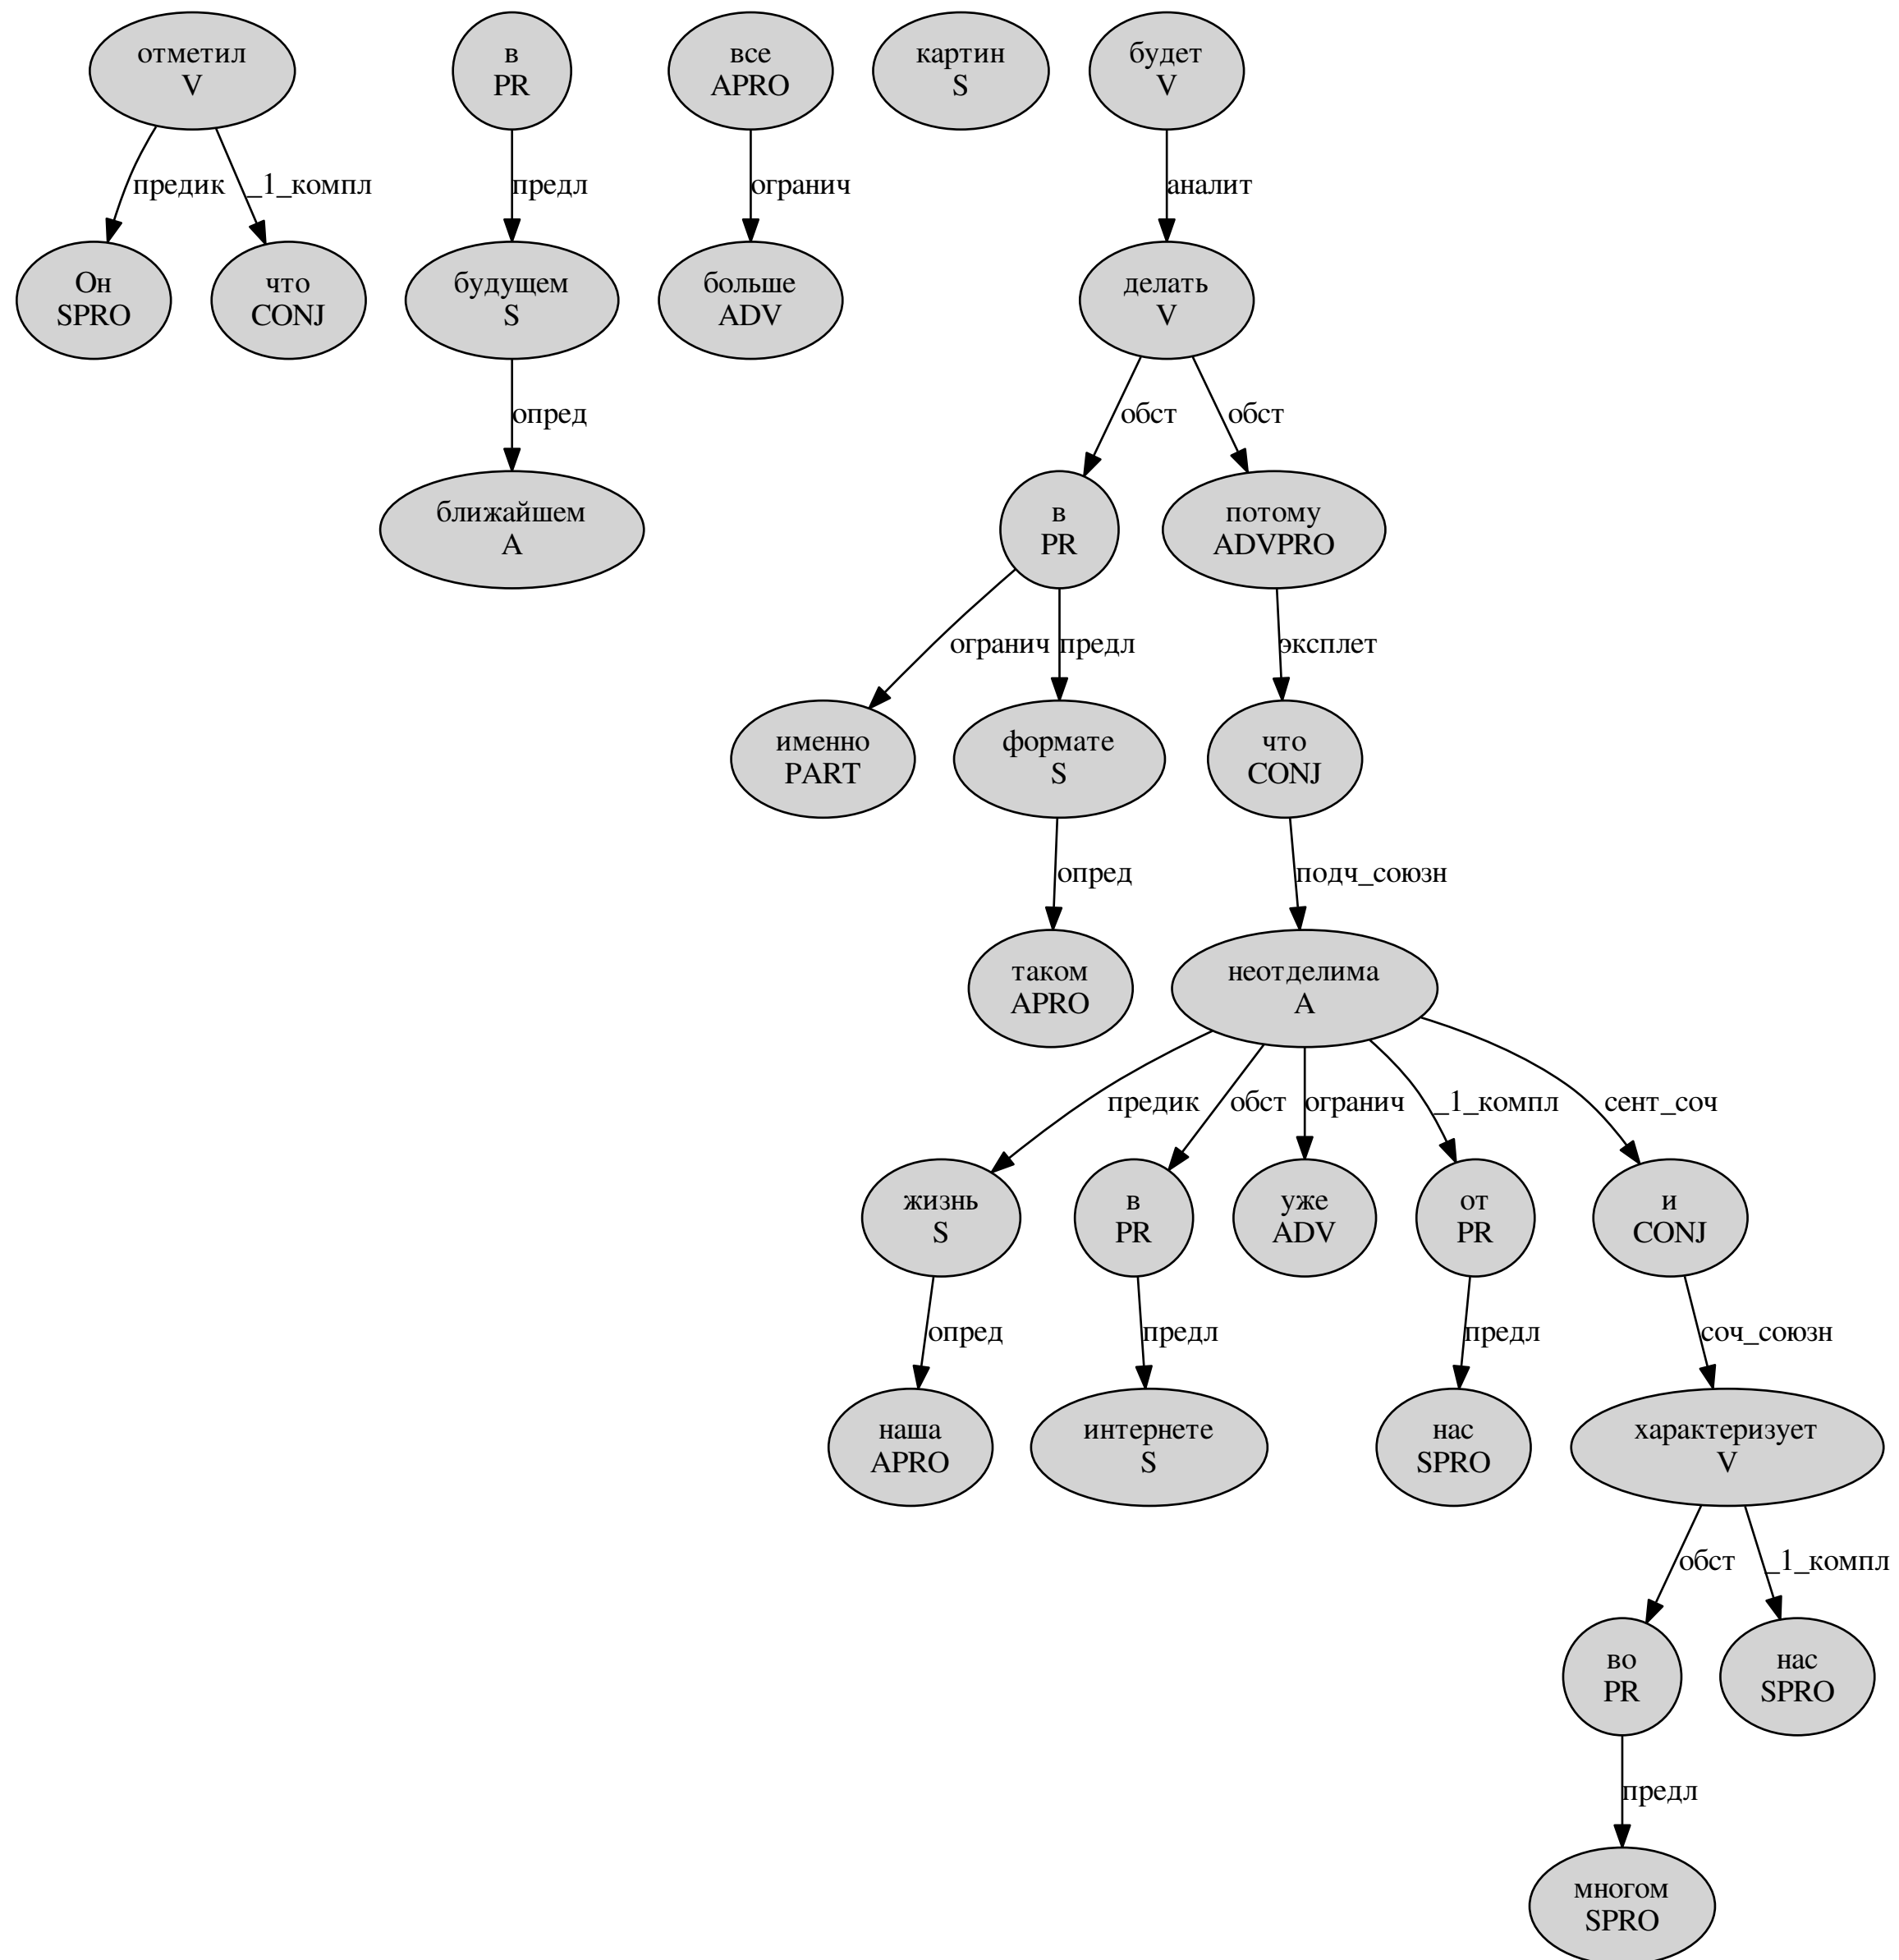 отметил
V
в
PR
все
APRO
картин
S
будет
V
предик
_1_компл
предл
огранич
аналит
Он
SPRO
что
CONJ
будущем
S
больше
ADV
делать
V
опред
обст
обст
ближайшем
A
в
PR
потому
ADVPRO
огранич
предл
эксплет
именно
PART
формате
S
что
CONJ
опред
подч_союзн
таком
APRO
неотделима
A
предик
обст
огранич
_1_компл
сент_соч
жизнь
S
в
PR
уже
ADV
от
PR
и
CONJ
опред
предл
предл
соч_союзн
наша
APRO
интернете
S
нас
SPRO
характеризует
V
обст
_1_компл
во
PR
нас
SPRO
предл
многом
SPRO